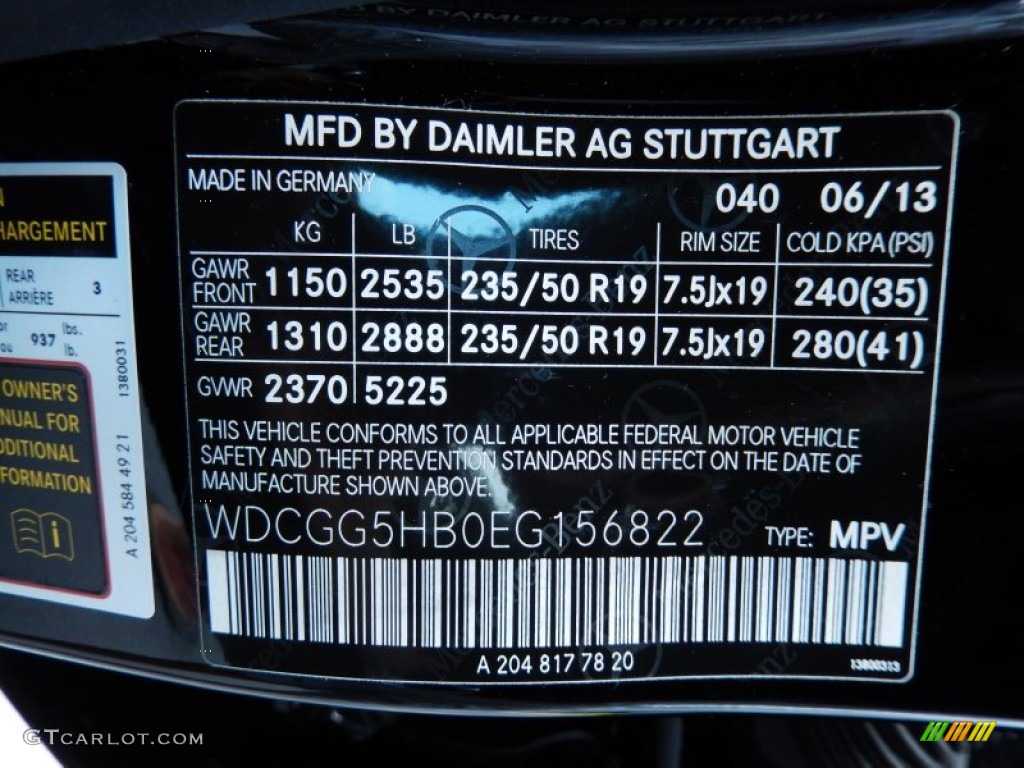 MFD BY DAIMLER AG STUTTGART
MADE IN GERMANY 040 06/13
KG LB TIRES RIM SIZE COLD KPA (PSI)
GAWR FRONT 1150 2535 235/50 R19 7.5Jx19 240(35)
GAWR REAR 1310 2888 235/50 R19 7.5Jx19 280(41)
GVWR 2370 5225
THIS VEHICLE CONFORMS TO ALL APPLICABLE FEDERAL MOTOR VEHICLE
SAFETY AND THEFT PREVENTION STANDARDS IN EFFECT ON THE DATE OF
MANUFACTURE SHOWN ABOVE.
WDCGG5HB0EG156822 TYPE: MPV
A 204 817 78 20 13800313
HARGEMENT
REAR
ARRIÈRE 3
937 lbs.
lb.
OWNER'S
NUAL FOR
DDITIONAL
FORMATION
A 204 584 49 21 1380031
GTCARLOT.COM